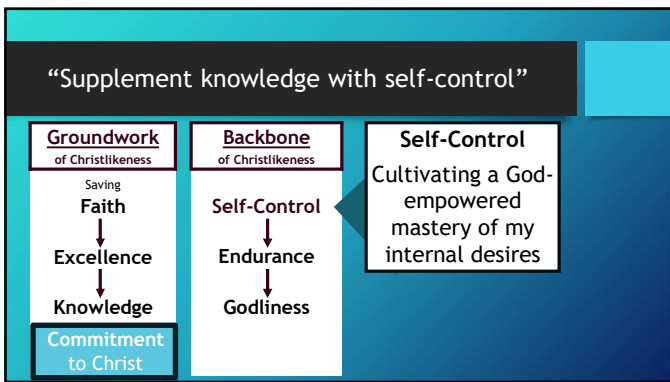 “Supplement knowledge with self-control”
Groundwork
of Christlikeness
Saving
Faith
Excellence
Knowledge
Commitment
to Christ
Backbone
of Christlikeness
Self-Control
Endurance
Godliness
Self-Control
Cultivating a God-
empowered
mastery of my
internal desires